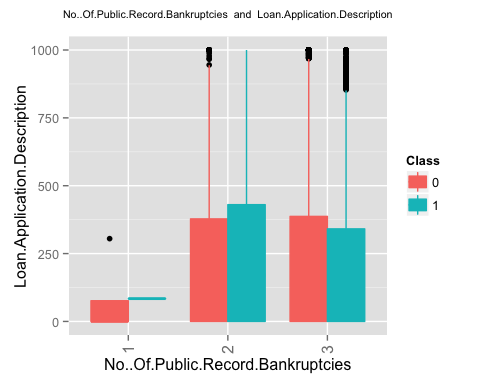 No..Of.Public.Record.Bankruptcies and Loan.Application.Description
1000
750
500
250
0
Loan.Application.Description
1
2
3
No..Of.Public.Record.Bankruptcies
Class
0
1